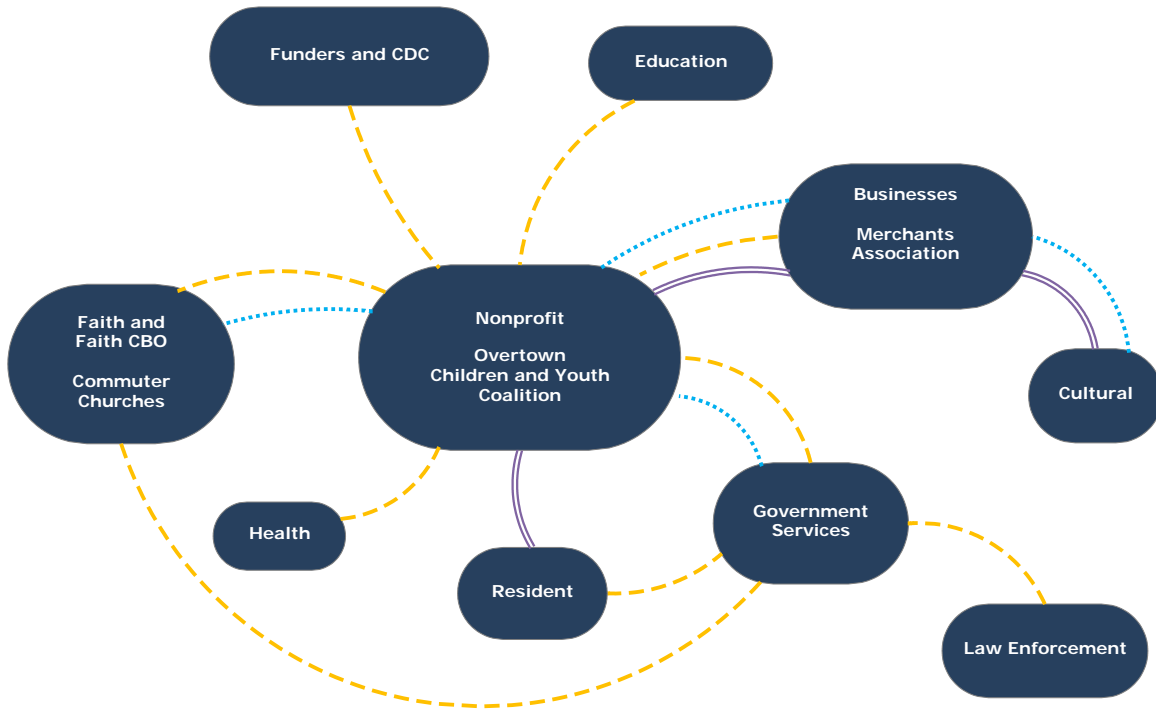 Funders and CDC
Education
Businesses
Merchants
Association
Faith and
Faith CBO
Commuter
Churches
Nonprofit
Overtown
Children and Youth
Coalition
Cultural
Health
Government
Services
Resident
Law Enforcement